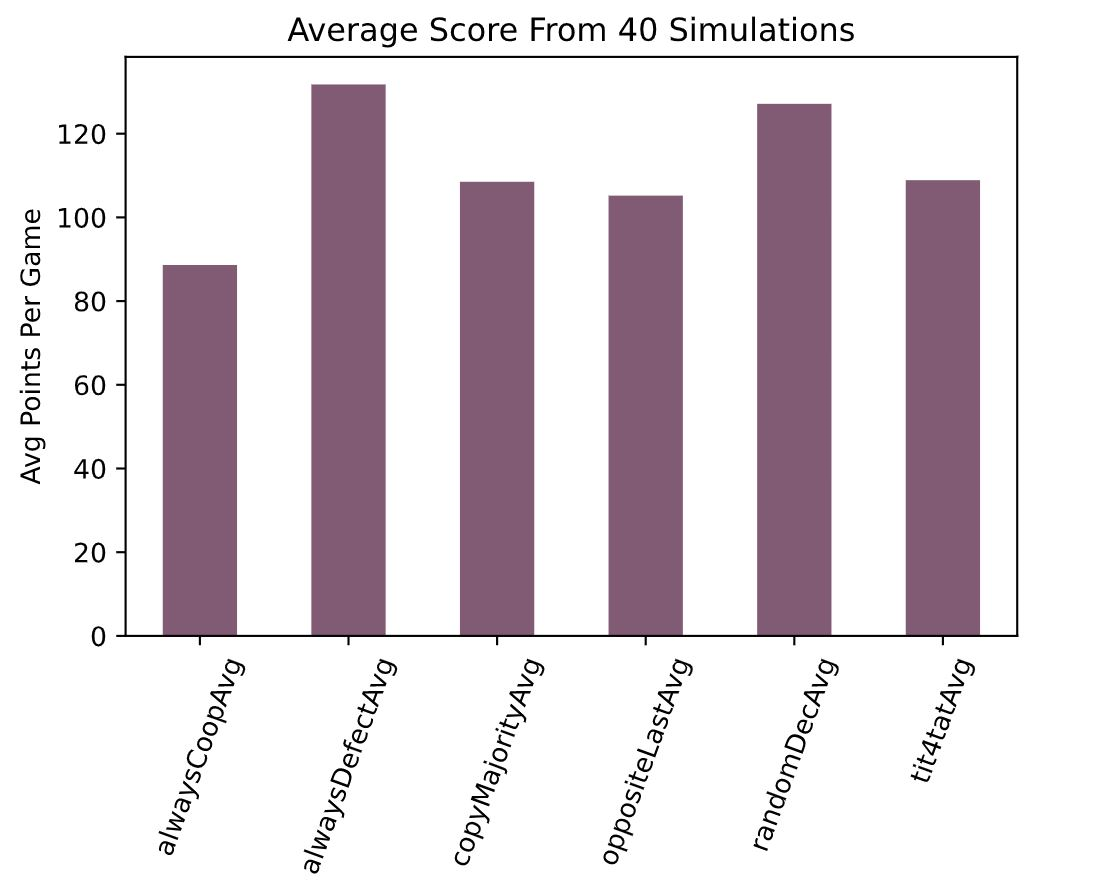 Average Score From 40 Simulations
Avg Points Per Game
120
100
80
60
40
20
0
alwaysCoopAvg
alwaysDefectAvg
copyMajorityAvg
oppositeLastAvg
randomDecAvg
tit4tatAvg